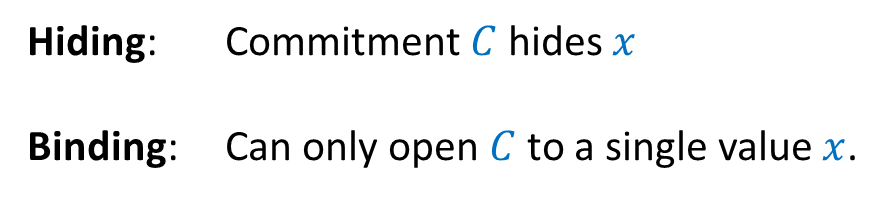 Hiding: Commitment C hides x
Binding: Can only open C to a single value x.